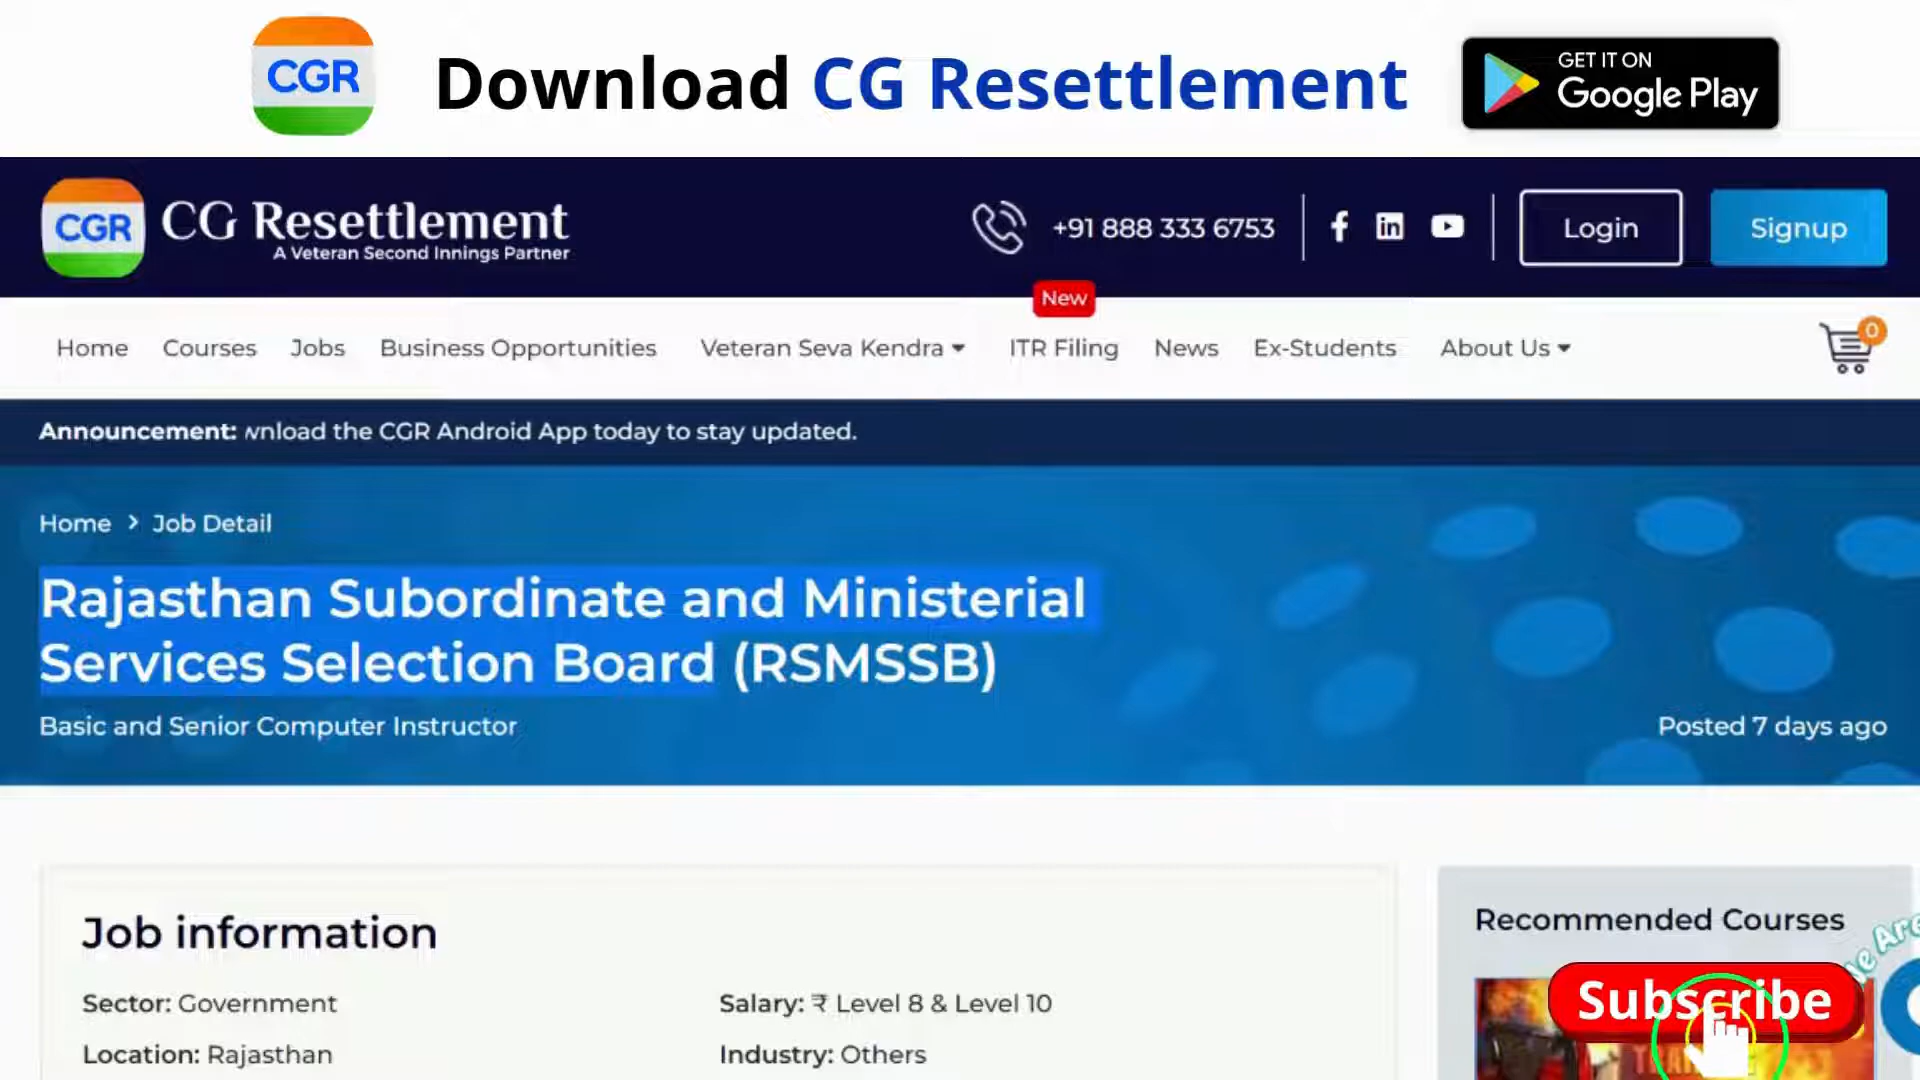 CGR
Download CG Resettlement
GET IT ON
Google Play
CGR
CG Resettlement
A Veteran Second Innings Partner
+91 888 333 6753
Login
Signup
New
Home
Courses
Jobs
Business Opportunities
Veteran Seva Kendra
ITR Filing
News
Ex-Students
About Us
0
Announcement: wnload the CGR Android App today to stay updated.
Home > Job Detail
Rajasthan Subordinate and Ministerial
Services Selection Board (RSMSSB)
Basic and Senior Computer Instructor
Posted 7 days ago
Job information
Sector: Government
Salary: ₹ Level 8 & Level 10
Location: Rajasthan
Industry: Others
Recommended Courses
Subscribe